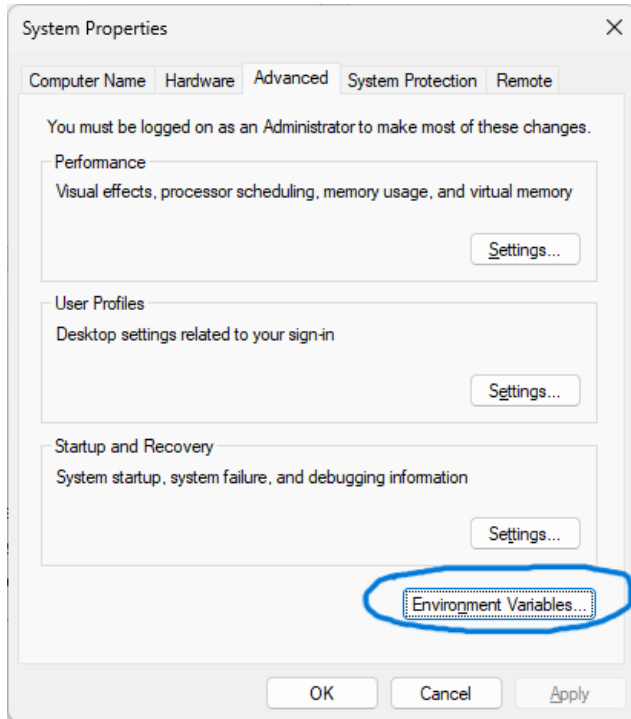 System Properties
Computer Name Hardware Advanced System Protection Remote
You must be logged on as an Administrator to make most of these changes.
Performance
Visual effects, processor scheduling, memory usage, and virtual memory
Settings...
User Profiles
Desktop settings related to your sign-in
Settings...
Startup and Recovery
System startup, system failure, and debugging information
Settings...
Environment Variables...
OK Cancel Apply